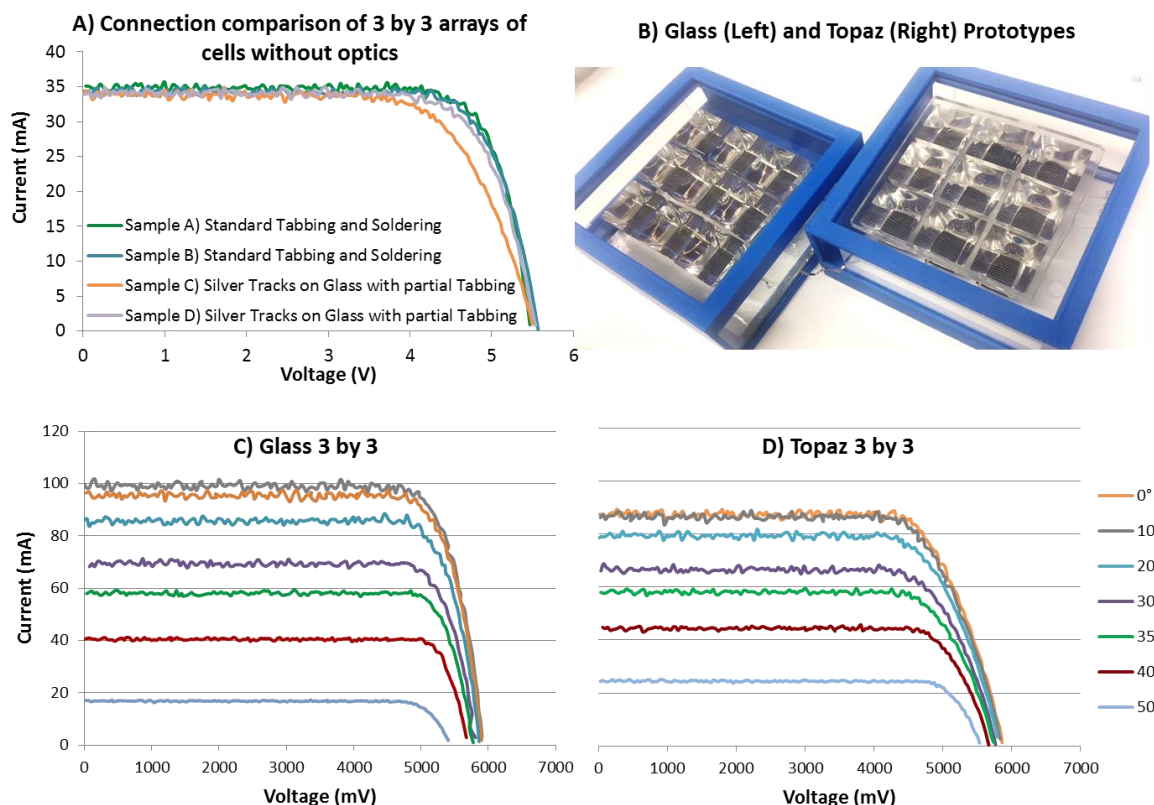 A) Connection comparison of 3 by 3 arrays of
cells without optics
40
35
30
25
20
15
10
5
0
Current (mA)
Sample A) Standard Tabbing and Soldering
Sample B) Standard Tabbing and Soldering
Sample C) Silver Tracks on Glass with partial Tabbing
Sample D) Silver Tracks on Glass with partial Tabbing
0 1 2 3 4 5 6
Voltage (V)
B) Glass (Left) and Topaz (Right) Prototypes
C) Glass 3 by 3
120
100
80
60
40
20
0
Current (mA)
0 1000 2000 3000 4000 5000 6000 7000
Voltage (mV)
D) Topaz 3 by 3
0 1000 2000 3000 4000 5000 6000 7000
Voltage (mV)
0°
10
20
30
35
40
50